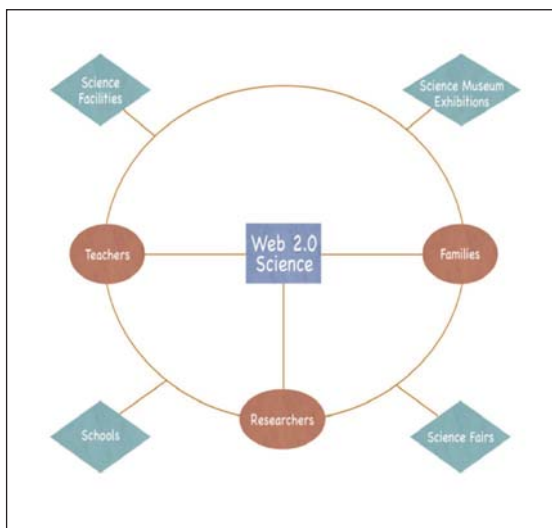 Science
Facilities
Science Museum
Exhibitions
Teachers
Web 2.0
Science
Families
Researchers
Schools
Science Fairs